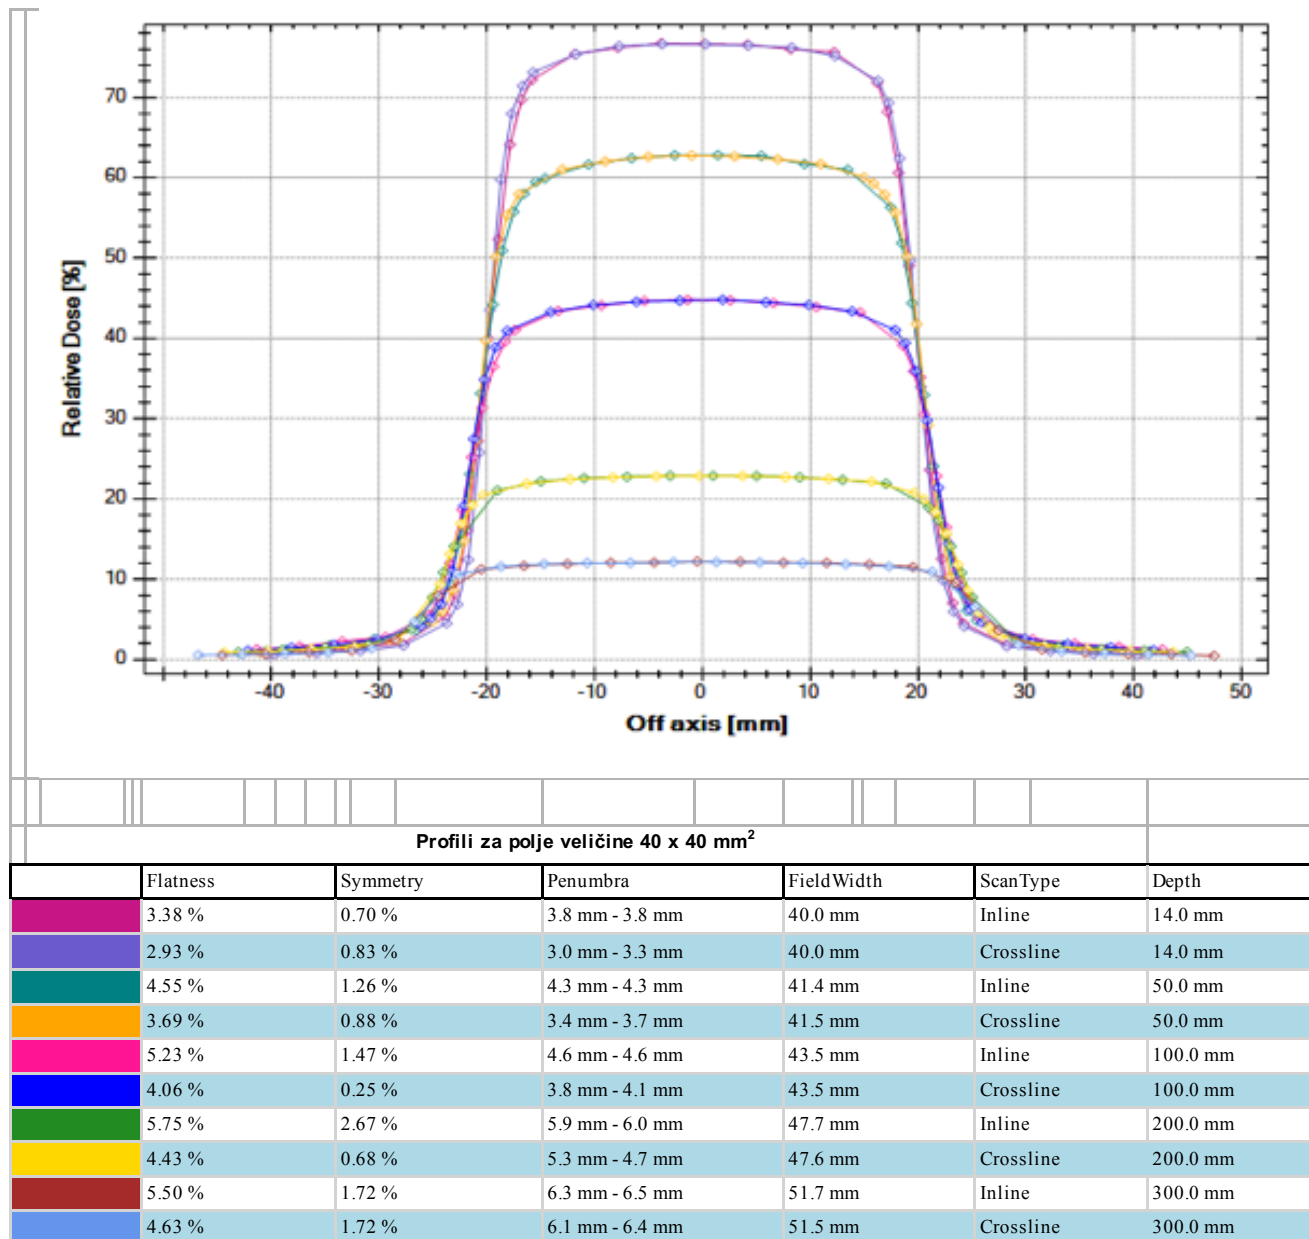 70
60
50
40
30
20
10
0
Relative Dose [%]
-40 -30 -20 -10 0 10 20 30 40 50
Off axis [mm]
Profili za polje veličine 40 x 40 mm²
Flatness Symmetry Penumbra FieldWidth ScanType Depth
3.38 % 0.70 % 3.8 mm - 3.8 mm 40.0 mm Inline 14.0 mm
2.93 % 0.83 % 3.0 mm - 3.3 mm 40.0 mm Crossline 14.0 mm
4.55 % 1.26 % 4.3 mm - 4.3 mm 41.4 mm Inline 50.0 mm
3.69 % 0.88 % 3.4 mm - 3.7 mm 41.5 mm Crossline 50.0 mm
5.23 % 1.47 % 4.6 mm - 4.6 mm 43.5 mm Inline 100.0 mm
4.06 % 0.25 % 3.8 mm - 4.1 mm 43.5 mm Crossline 100.0 mm
5.75 % 2.67 % 5.9 mm - 6.0 mm 47.7 mm Inline 200.0 mm
4.43 % 0.68 % 5.3 mm - 4.7 mm 47.6 mm Crossline 200.0 mm
5.50 % 1.72 % 6.3 mm - 6.5 mm 51.7 mm Inline 300.0 mm
4.63 % 1.72 % 6.1 mm - 6.4 mm 51.5 mm Crossline 300.0 mm